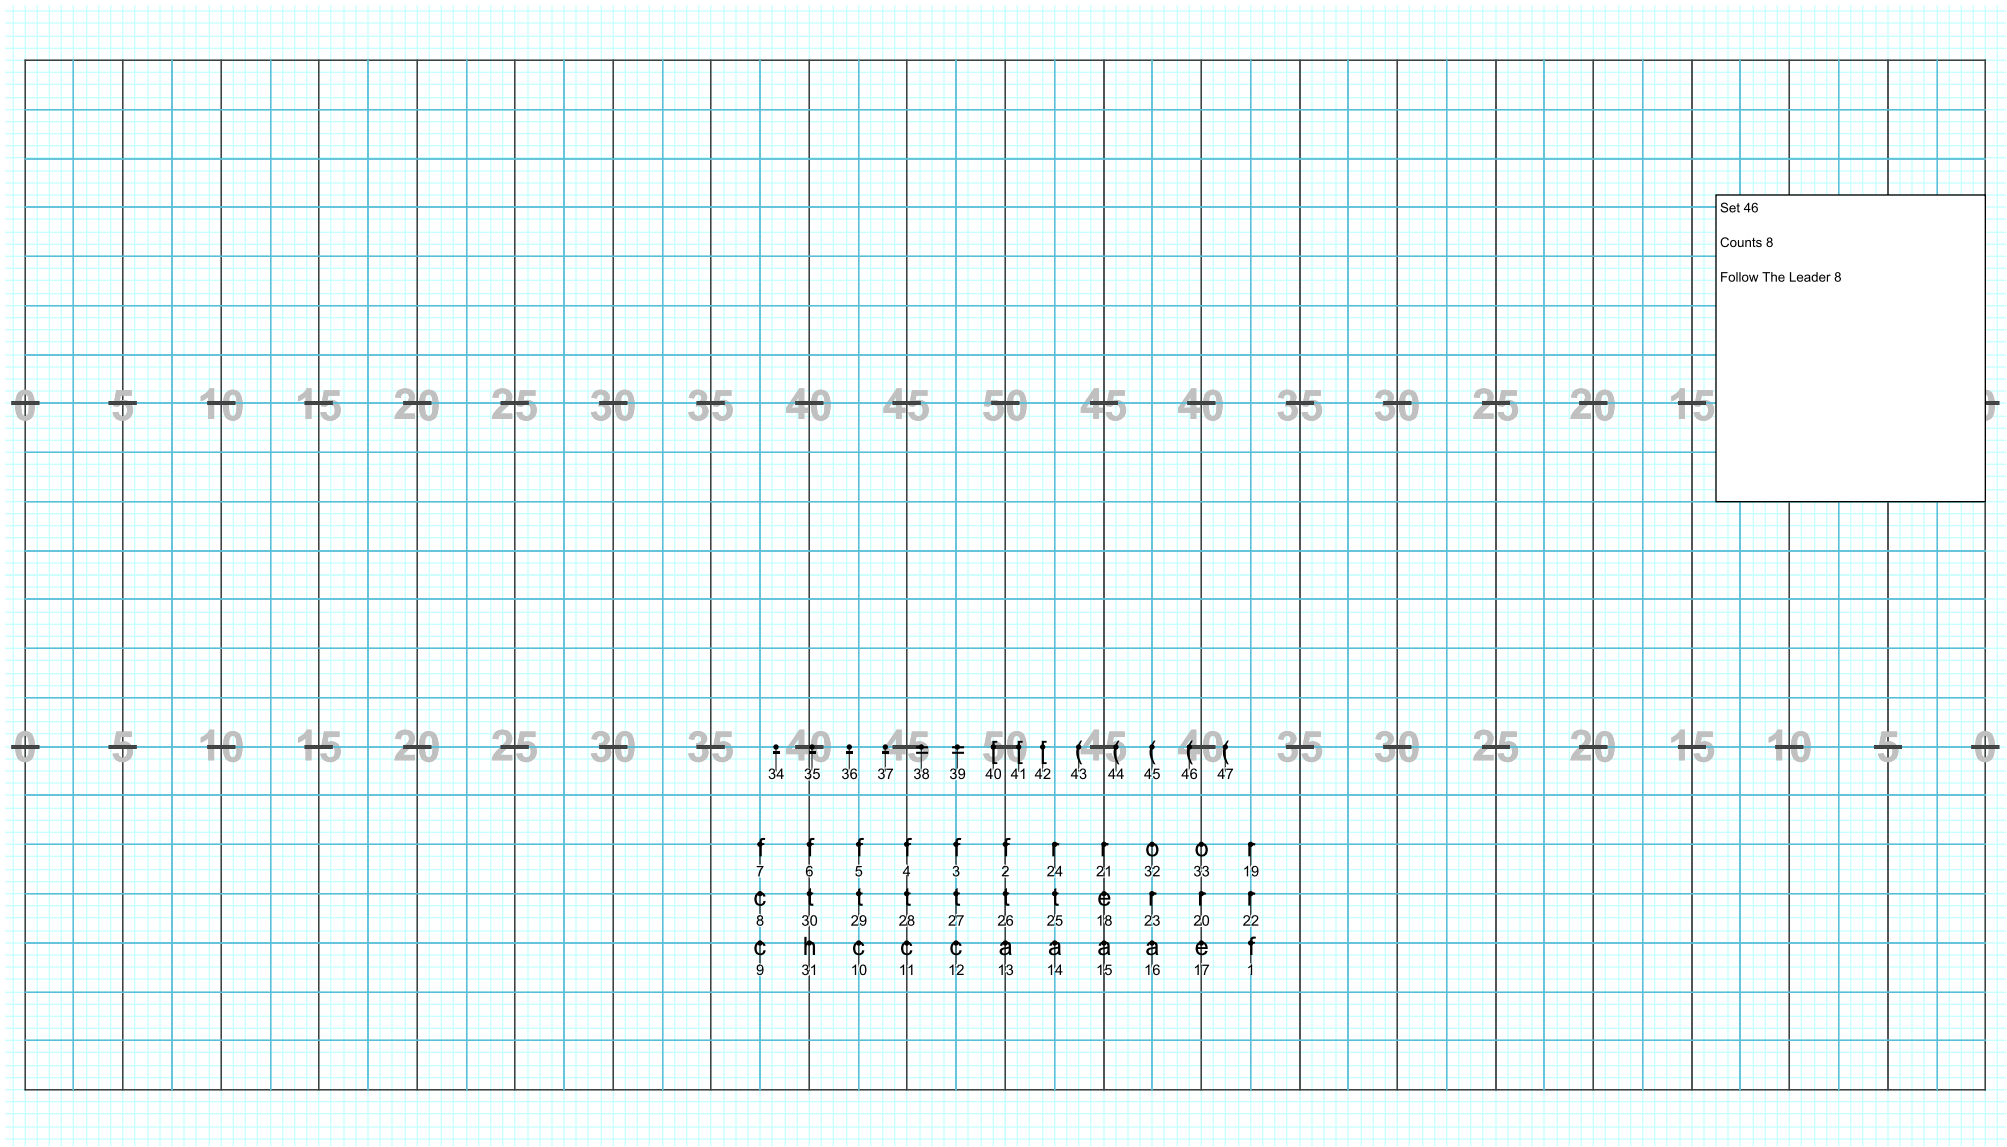 Set 46
Counts 8
Follow The Leader 8
0 5 10 15 20 25 30 35 40 45 50 45 40 35 30 25 20 15 0
0 5 10 15 20 25 30 35 40 45 50 45 40 35 30 25 20 15 10 5 0
[ [ [ ( ( ( ( (
34 35 36 37 38 39 40 41 42 43 44 45 46 47
f f f f f f r r o o r
7 6 5 4 3 2 24 21 32 33 19
c t t t t t t e r r r
8 30 29 28 27 26 25 18 23 20 22
c h c c c a a a a e f
9 31 10 11 12 13 14 15 16 17 1